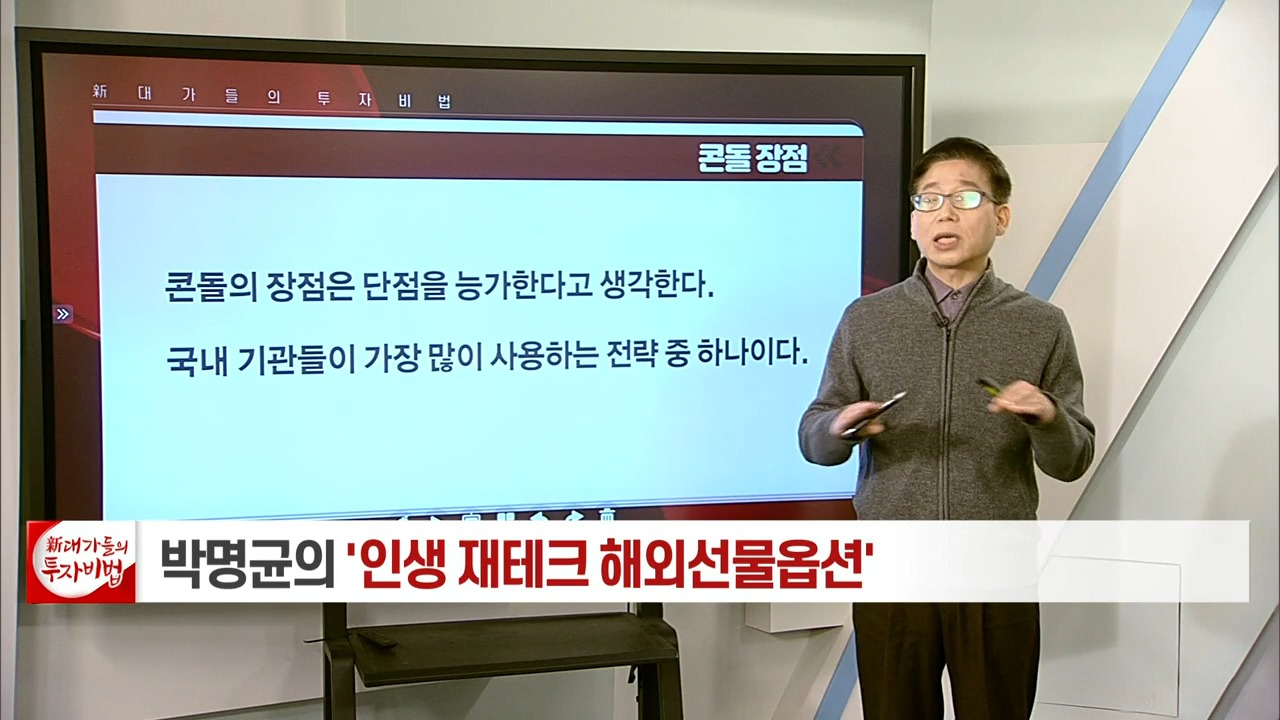 新 대 가 들 의 투 자 비 법
콘돌 장점
콘돌의 장점은 단점을 능가한다고 생각한다.
국내 기관들이 가장 많이 사용하는 전략 중 하나이다.
新대가들의
투자비법
박명균의 '인생 재테크 해외선물옵션'